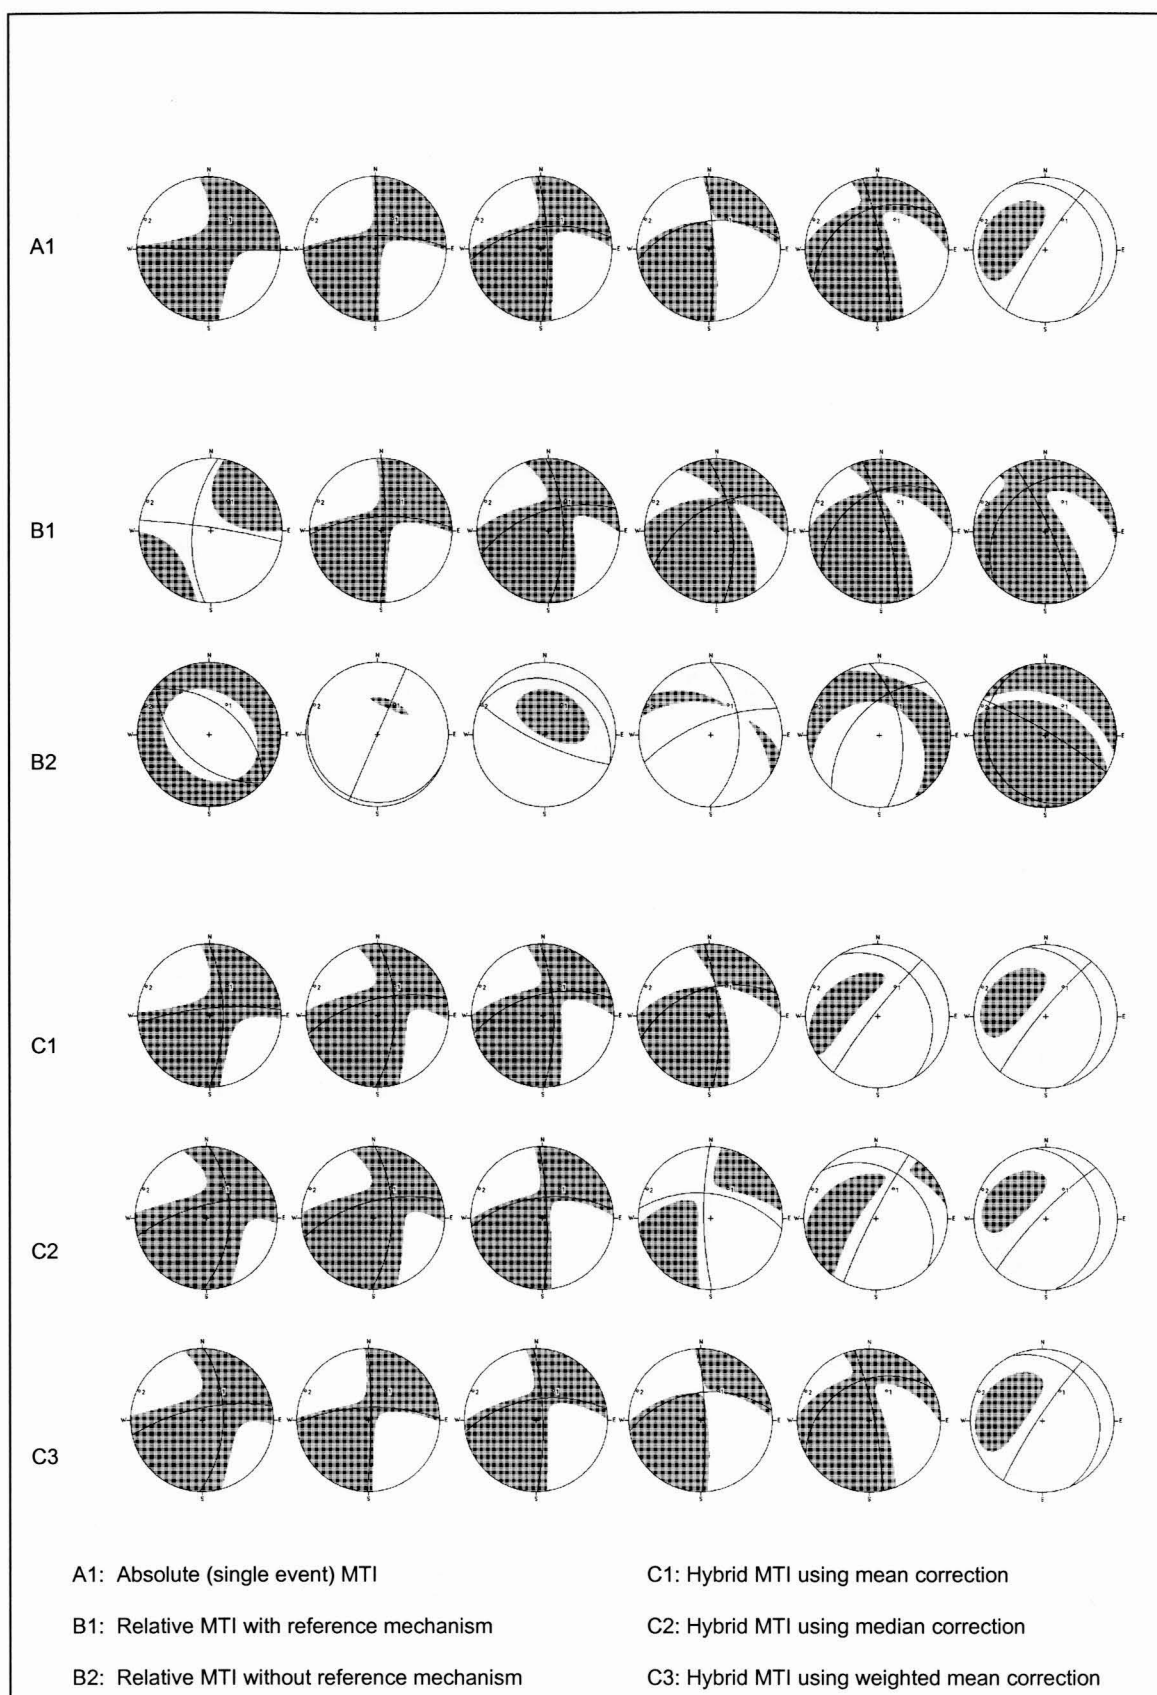 A1
B1
B2
C1
C2
C3
A1: Absolute (single event) MTI
C1: Hybrid MTI using mean correction
B1: Relative MTI with reference mechanism
C2: Hybrid MTI using median correction
B2: Relative MTI without reference mechanism
C3: Hybrid MTI using weighted mean correction